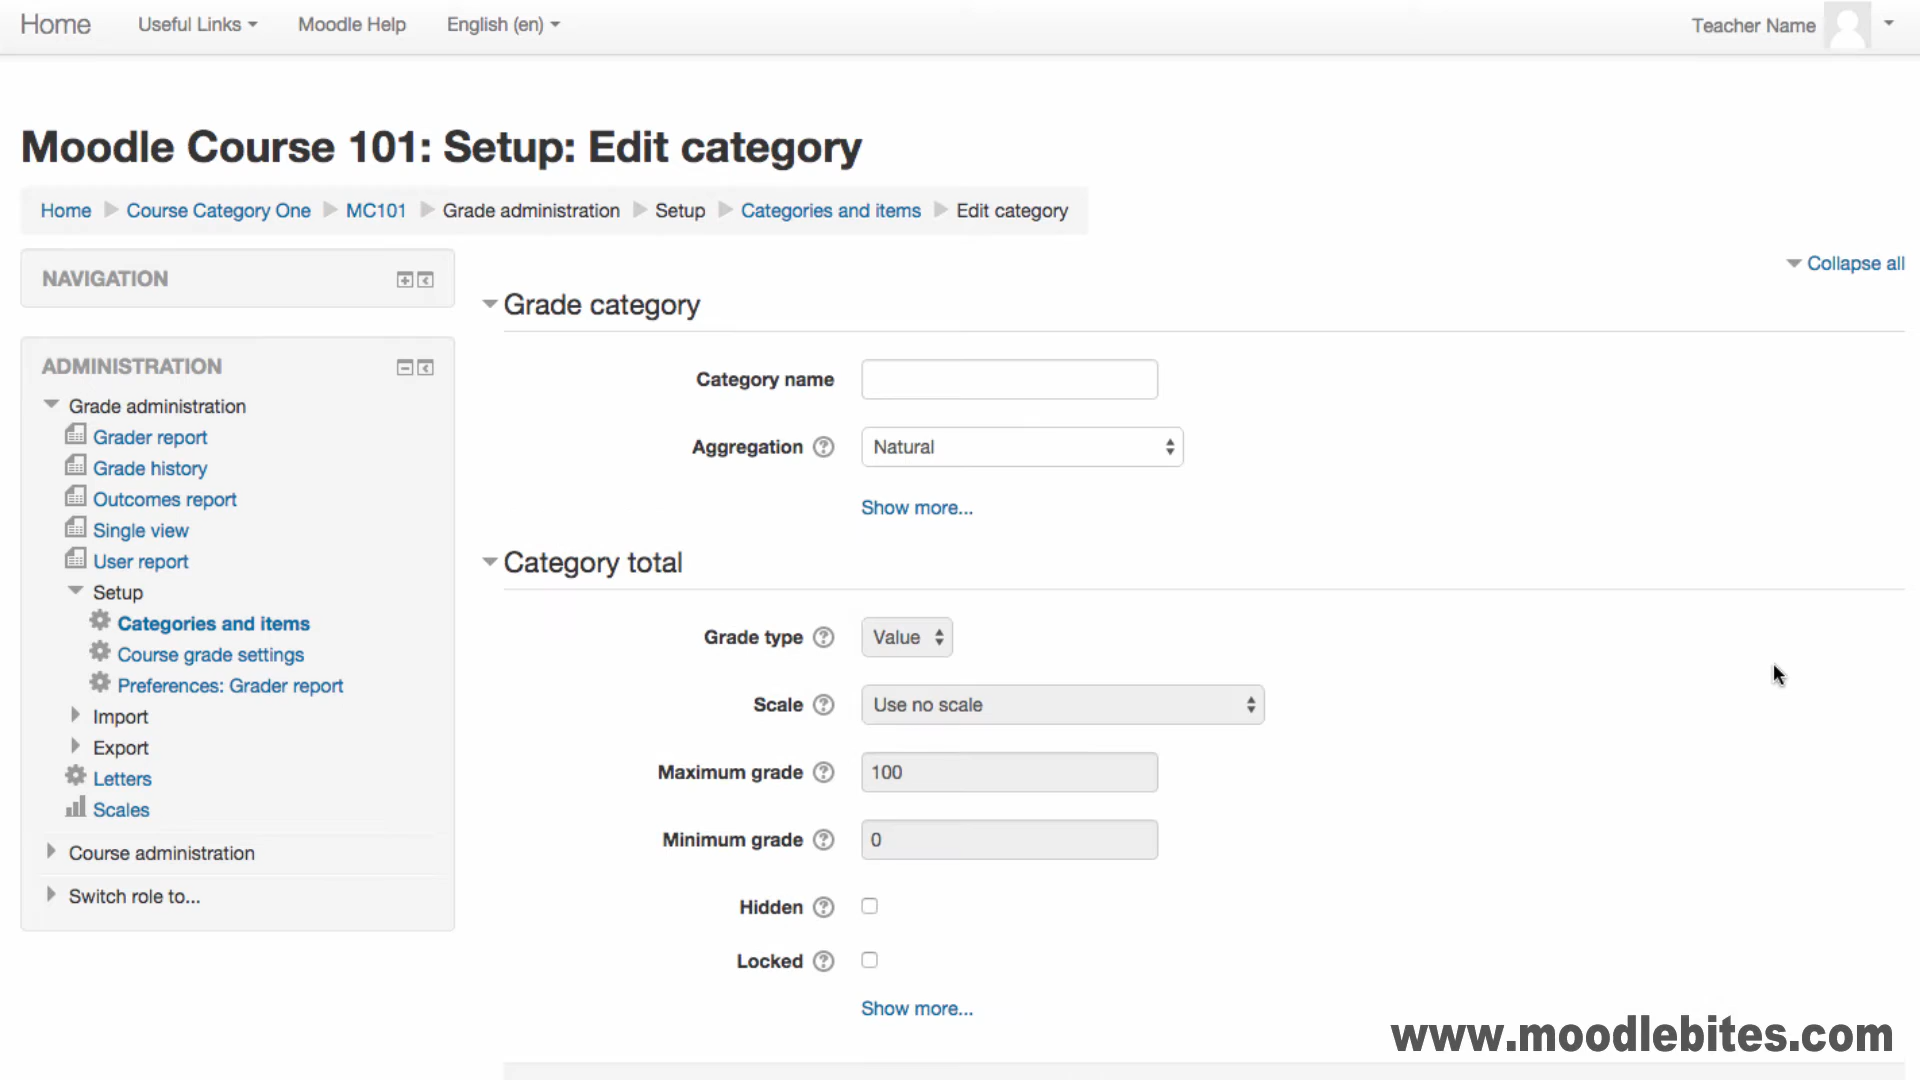 Home Useful Links Moodle Help English (en) Teacher Name
Moodle Course 101: Setup: Edit category
Home Course Category One MC101 Grade administration Setup Categories and items Edit category
NAVIGATION
ADMINISTRATION
Grade administration
Grader report
Grade history
Outcomes report
Single view
User report
Setup
Categories and items
Course grade settings
Preferences: Grader report
Import
Export
Letters
Scales
Course administration
Switch role to...
Collapse all
Grade category
Category name
Aggregation Natural
Show more...
Category total
Grade type Value
Scale Use no scale
Maximum grade 100
Minimum grade 0
Hidden
Locked
Show more...
www.moodlebites.com